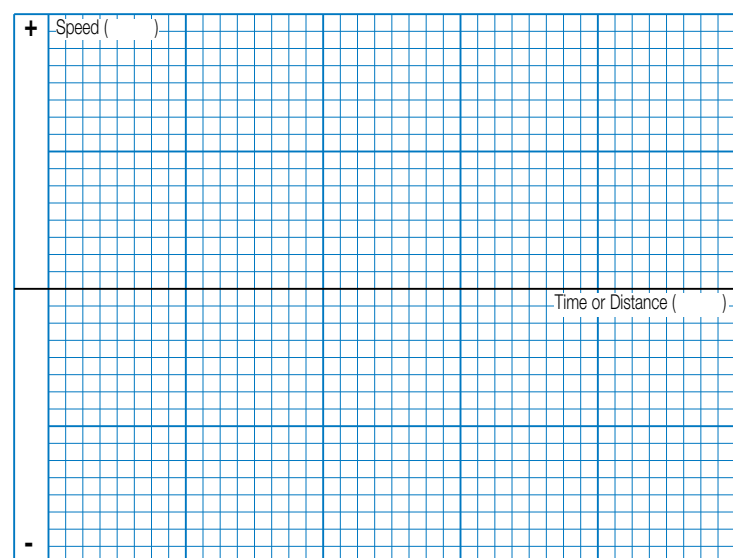 + Speed (          )
Time or Distance (          )
-